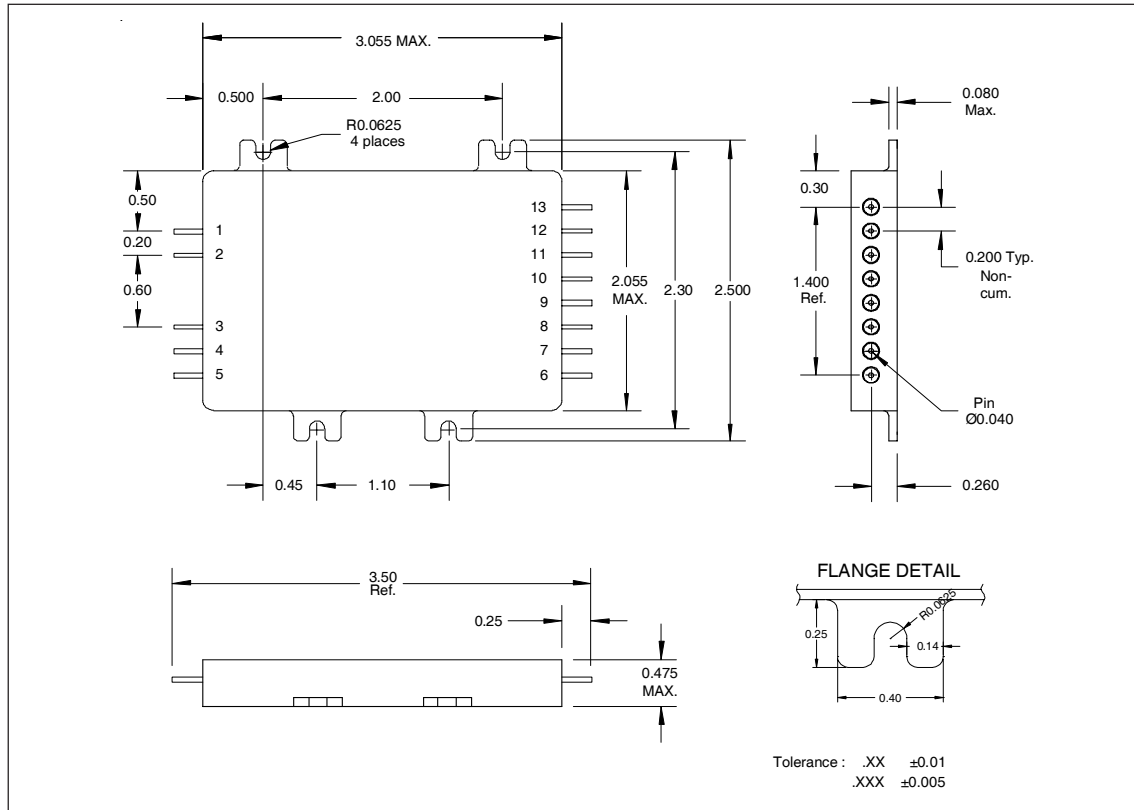 3.055 MAX.
0.500
2.00
R0.0625
4 places
0.080
Max.
0.50
0.20
0.60
1
2
3
4
5
13
12
11
10
9
8
7
6
2.055
MAX.
2.30
2.500
0.30
1.400
Ref.
0.200 Typ.
Non-
cum.
Pin
Ø0.040
0.45
1.10
0.260
3.50
Ref.
0.25
0.475
MAX.
FLANGE DETAIL
R0.0625
0.25
0.14
0.40
Tolerance : .XX ±0.01
.XXX ±0.005